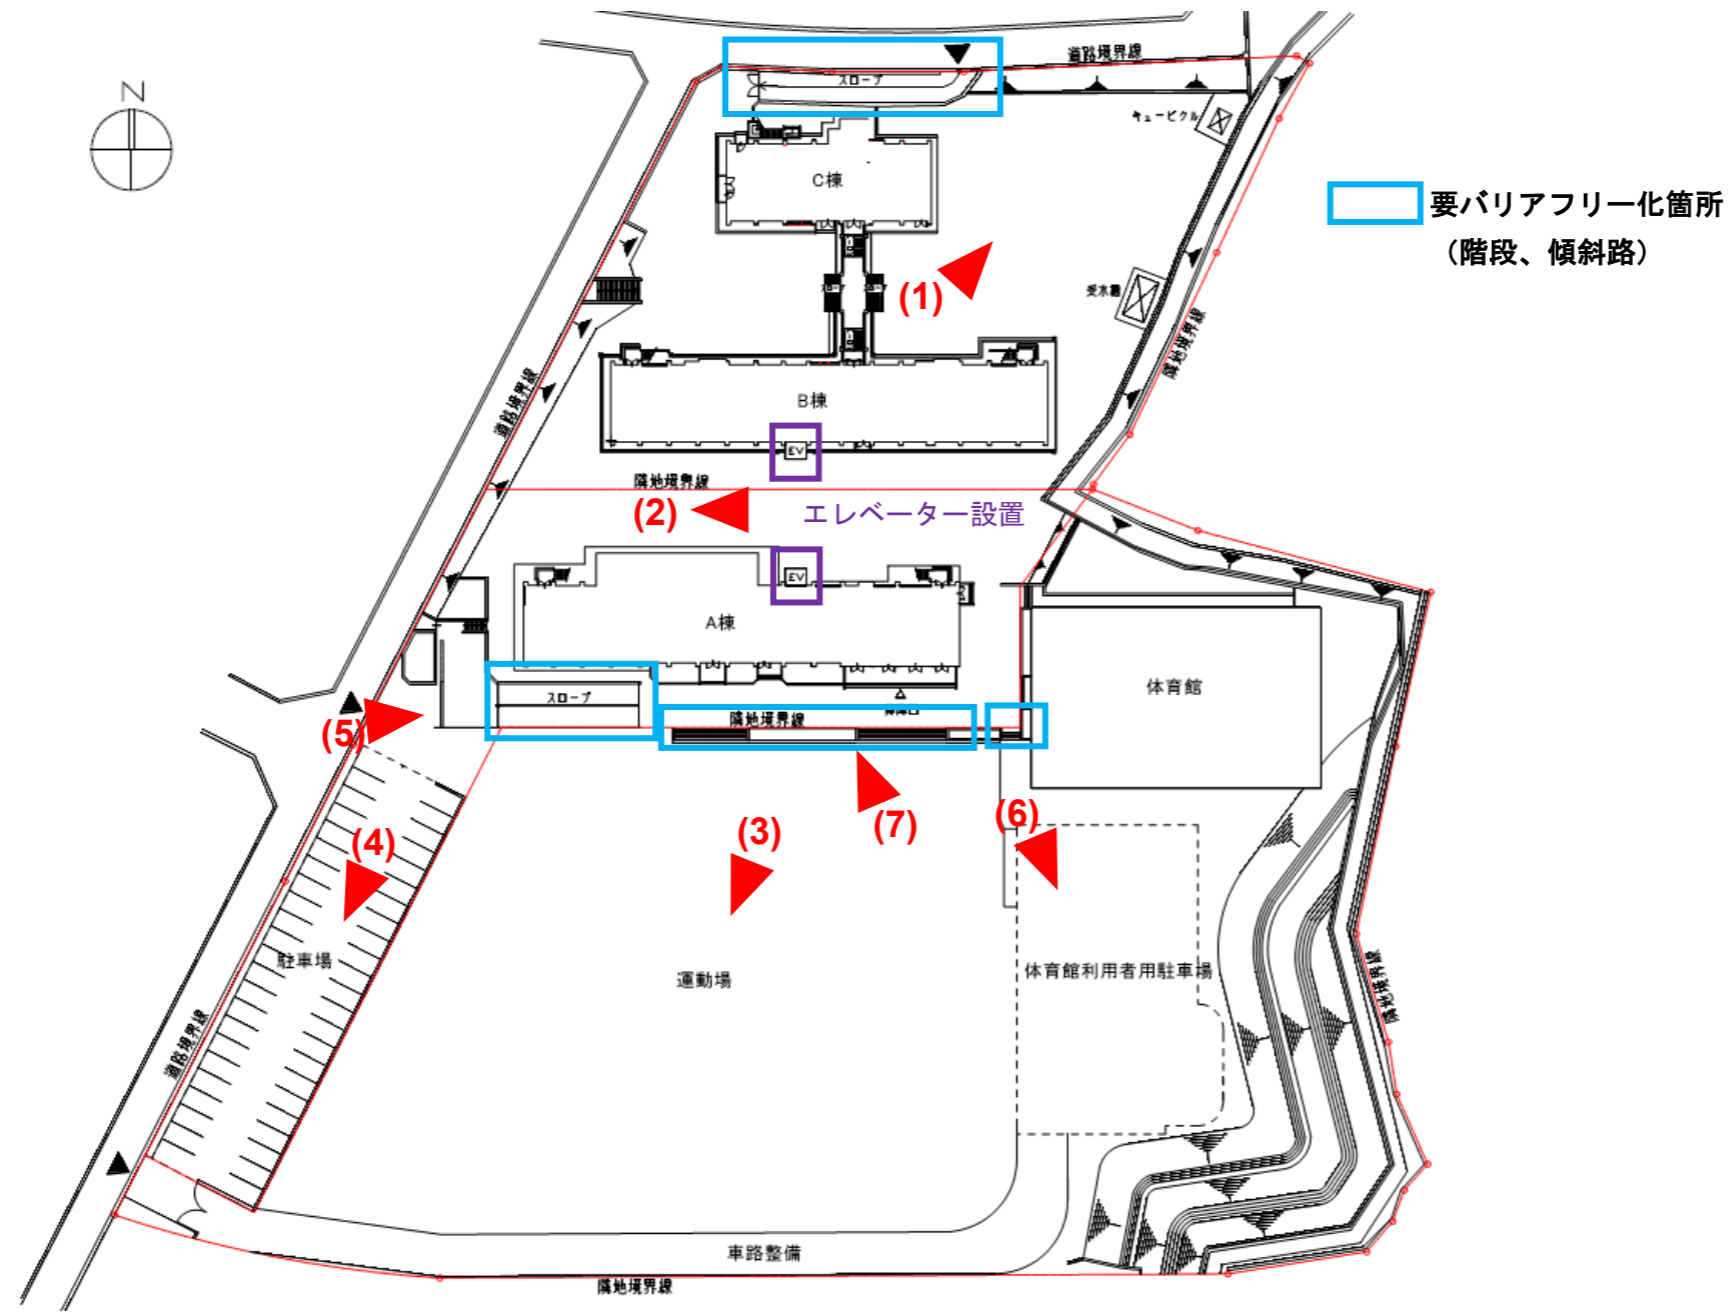 N
道路境界線
スロープ
キュービクル
C棟
要バリアフリー化箇所
(階段、傾斜路)
(1)
受水槽
隣地境界線
道路境界線
B棟
EV
隣地境界線
(2)
エレベーター設置
EV
A棟
体育館
スロープ
隣地境界線
(5)
(7)
(6)
(3)
(4)
駐車場
運動場
体育館利用者用駐車場
隣地境界線
道路境界線
車路整備
隣地境界線